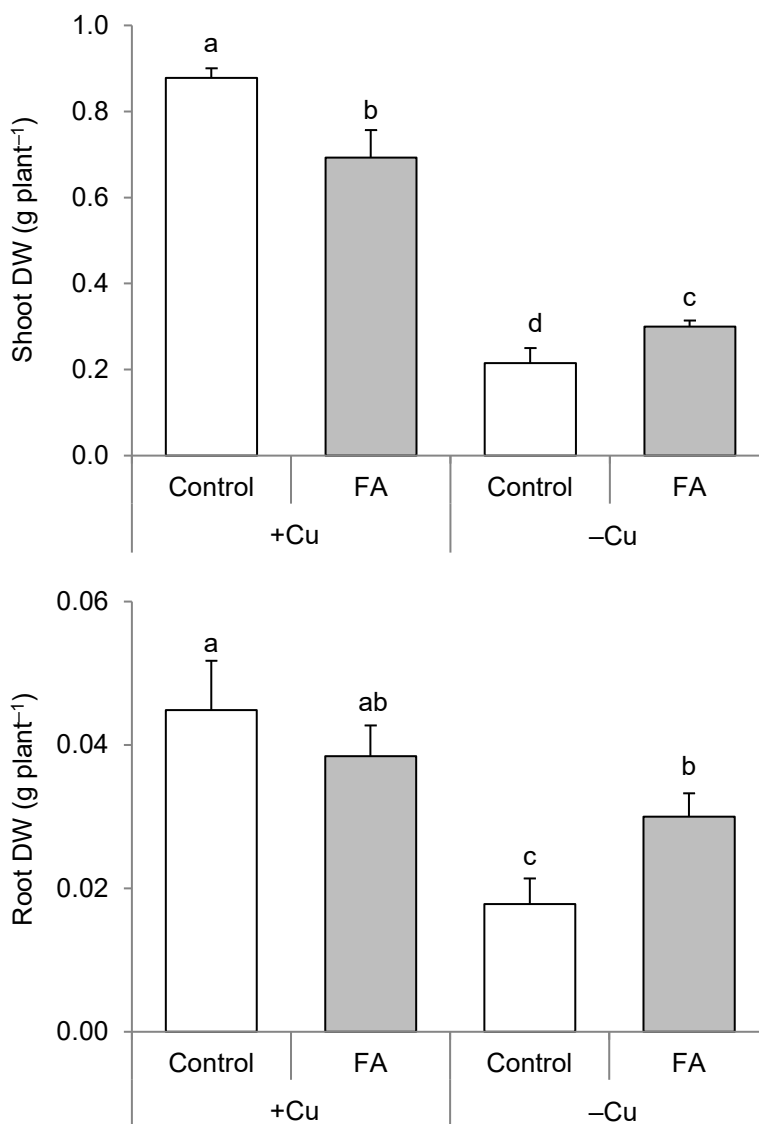 1.0
0.8
0.6
0.4
0.2
0.0
Shoot DW (g plant⁻¹)
a
b
d
c
Control FA Control FA
+Cu –Cu
0.06
0.04
0.02
0.00
Root DW (g plant⁻¹)
a
ab
c
b
Control FA Control FA
+Cu –Cu